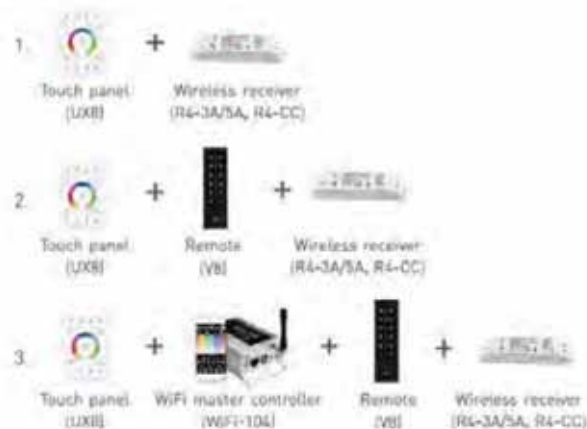 1. + 
Touch panel Wireless receiver
(UX8) (R4-3A/5A, R4-CC)
2. + +
Touch panel Remote Wireless receiver
(UX8) (V8) (R4-3A/5A, R4-CC)
3. + + +
Touch panel WiFi master controller Remote Wireless receiver
(UX8) (WiFi-104) (V8) (R4-3A/5A, R4-CC)